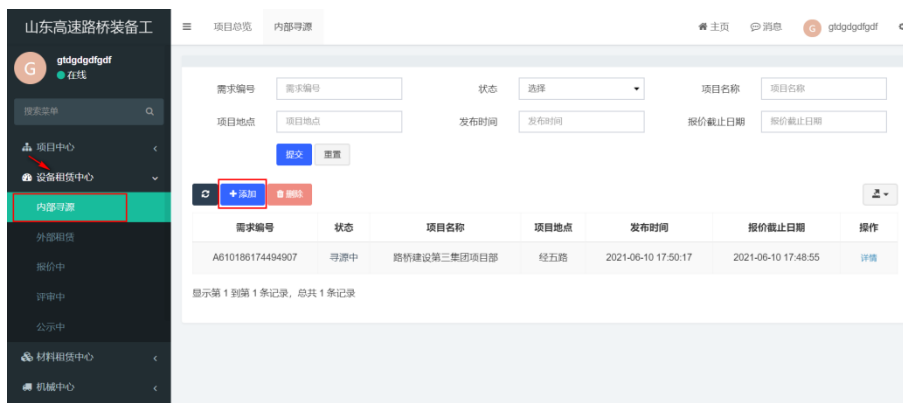 山东高速路桥装备工
项目总览 内部寻源
主页 消息 G gtdgdgdfgdf
G gtdgdgdfgdf
在线
搜索菜单
项目中心
设备租赁中心
内部寻源
外部租赁
报价中
评审中
公示中
材料租赁中心
机械中心
需求编号 需求编号 状态 选择 项目名称 项目名称
项目地点 项目地点 发布时间 发布时间 报价截止日期 报价截止日期
提交 重置
添加 删除
需求编号 状态 项目名称 项目地点 发布时间 报价截止日期 操作
A610186174494907 寻源中 路桥建设第三集团项目部 经五路 2021-06-10 17:50:17 2021-06-10 17:48:55 详情
显示第 1 到第 1 条记录，总共 1 条记录